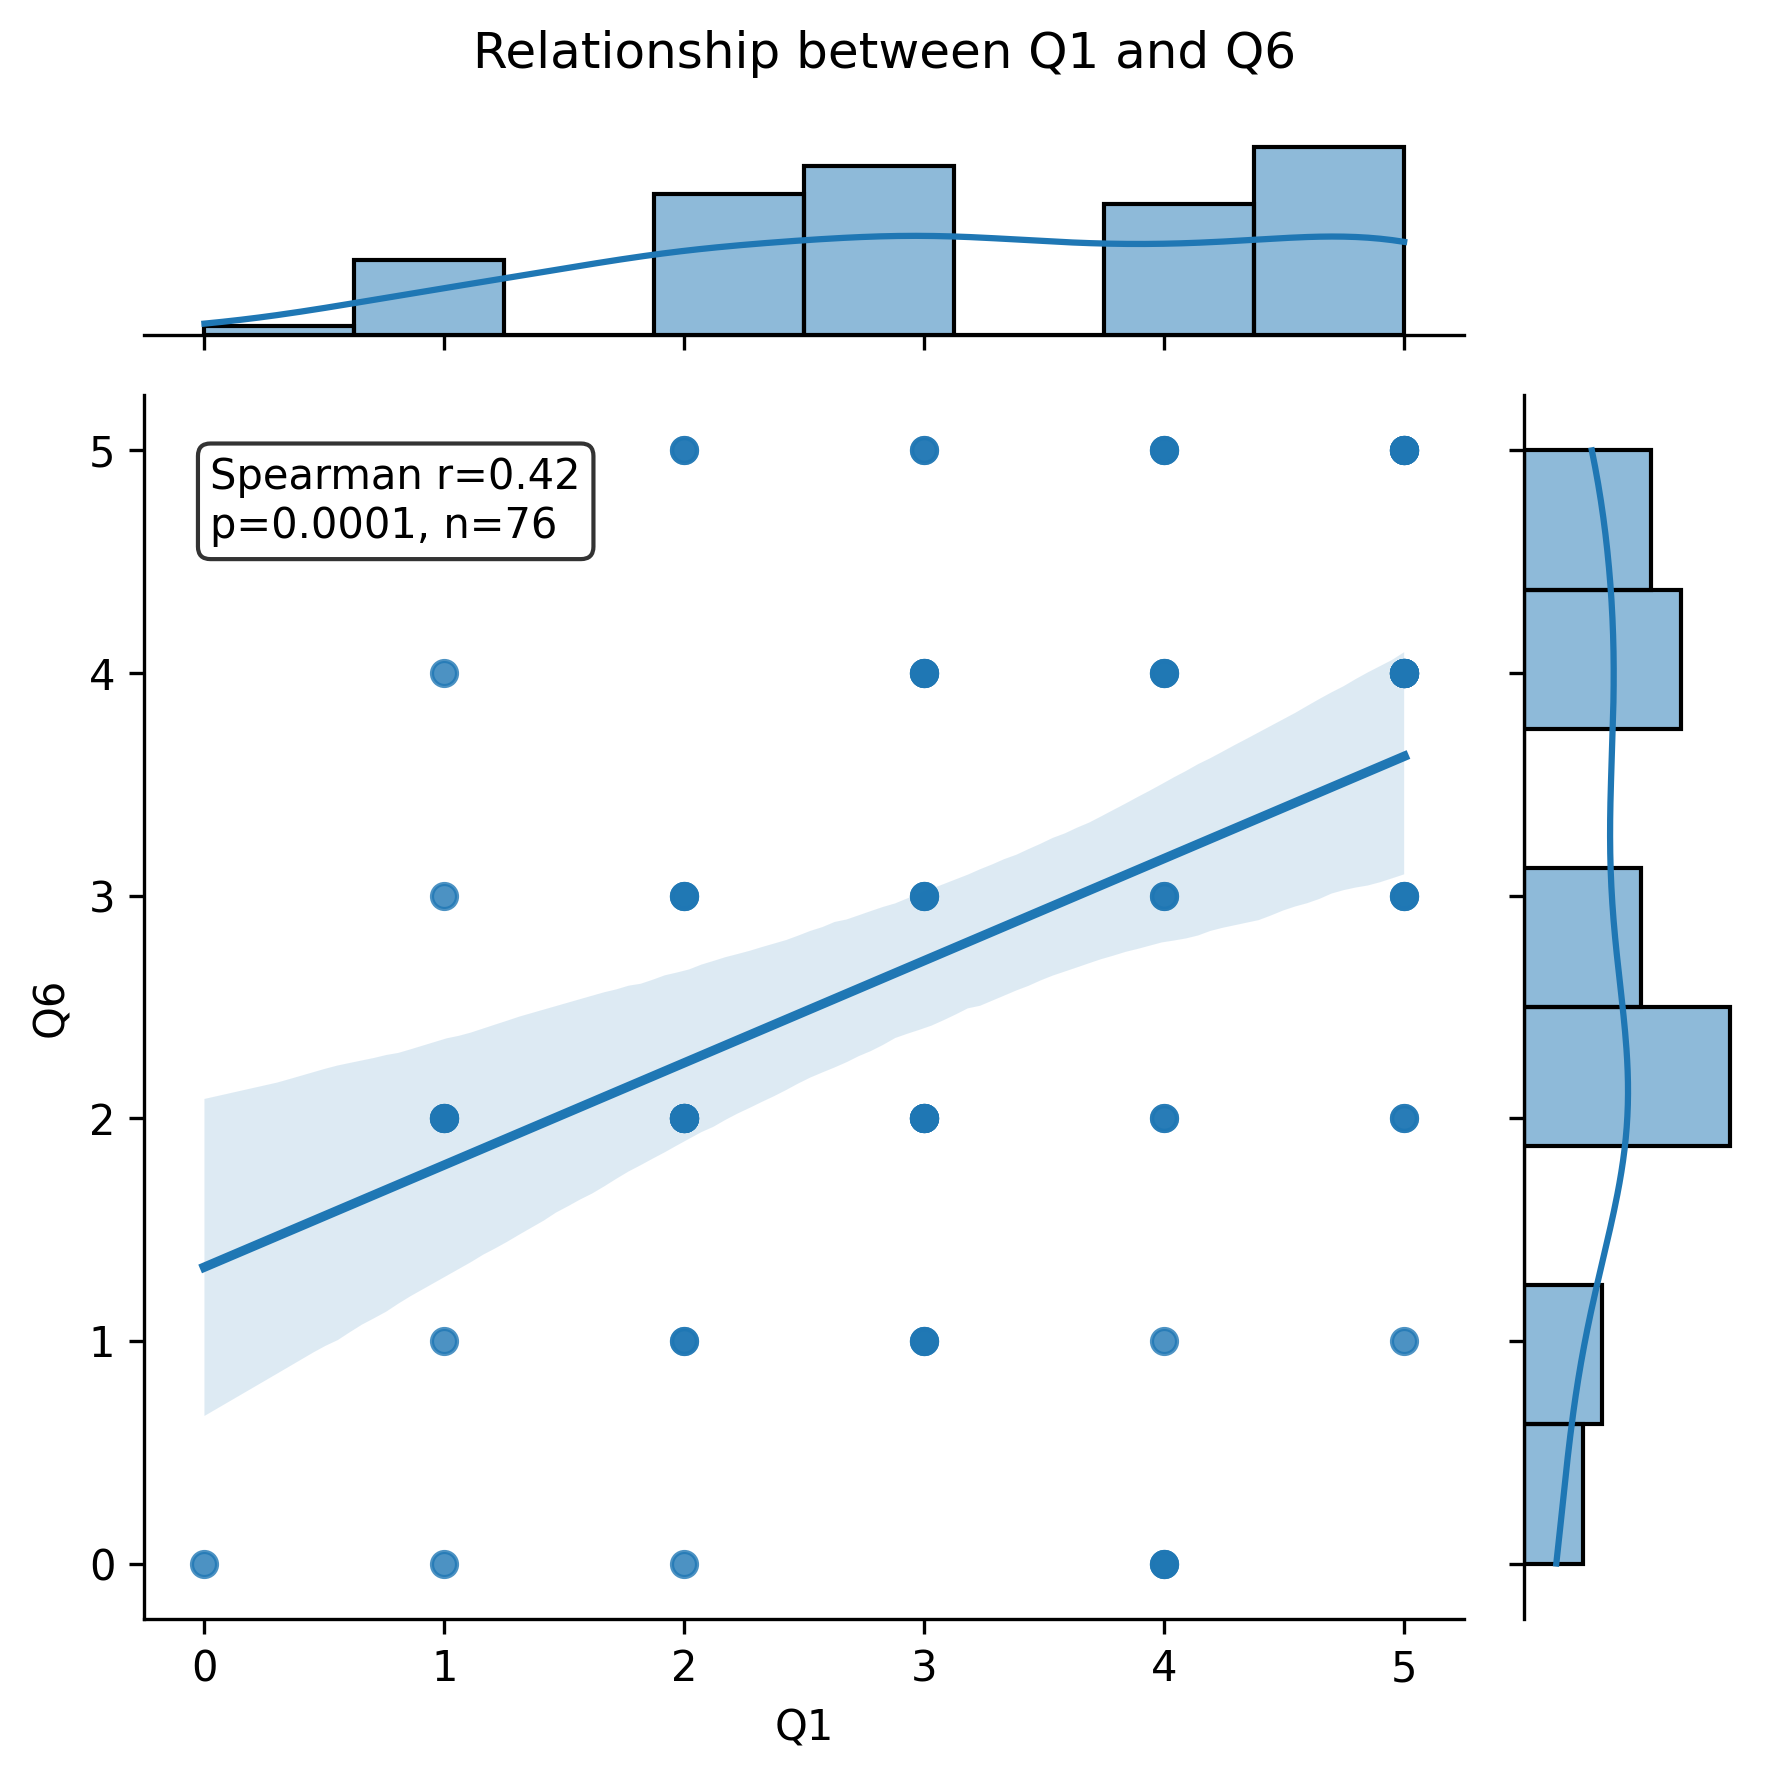 Relationship between Q1 and Q6
Spearman r=0.42
p=0.0001, n=76
5
4
3
2
1
0
Q6
0 1 2 3 4 5
Q1